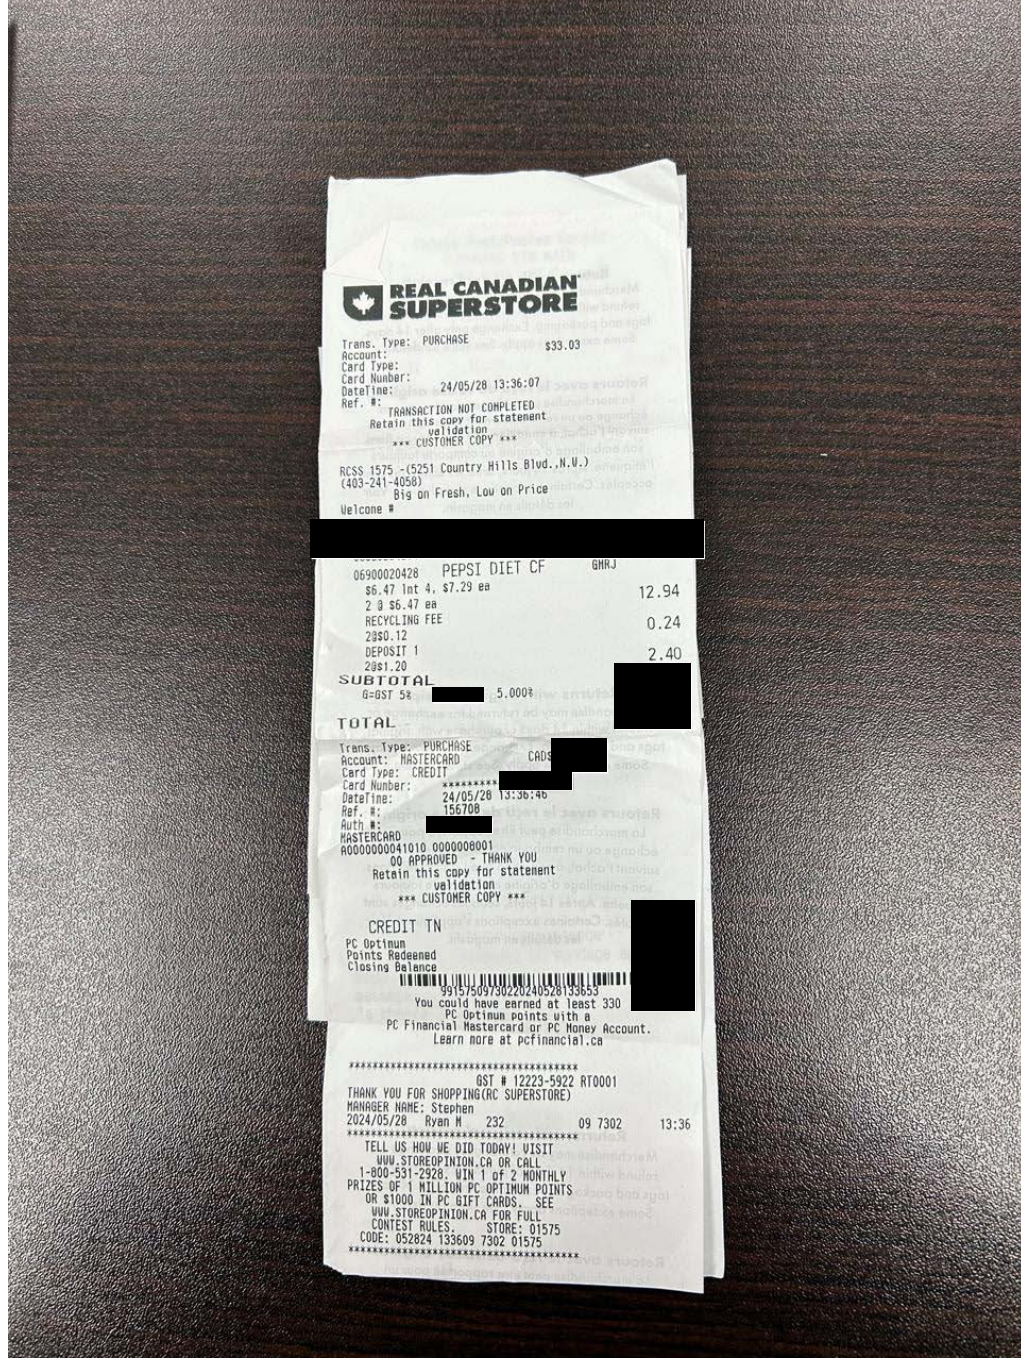 REAL CANADIAN
SUPERSTORE
Trans. Type: PURCHASE
Account: $33.03
Card Type:
Card Number:
DateTime: 24/05/28 13:36:07
Ref. #:
TRANSACTION NOT COMPLETED
Retain this copy for statement
validation
*** CUSTOMER COPY ***
RCSS 1575 -(5251 Country Hills Blvd.,N.W.)
(403-241-4058)
Big on Fresh, Low on Price
Welcome #
06900020428 PEPSI DIET CF GMRJ
$6.47 Int 4, $7.29 ea
2 @ $6.47 ea 12.94
RECYCLING FEE
2@$0.12 0.24
DEPOSIT 1
2@$1.20 2.40
SUBTOTAL
G=GST 5% 5.000%
TOTAL
Trans. Type: PURCHASE
Account: MASTERCARD CAD$
Card Type: CREDIT
Card Number: *********
DateTime: 24/05/28 13:36:46
Ref. #: 156708
Auth #:
MASTERCARD
A0000000041010 0000008001
00 APPROVED - THANK YOU
Retain this copy for statement
validation
*** CUSTOMER COPY ***
CREDIT TN
PC Optimum
Points Redeemed
Closing Balance
99157509730220240528133653
You could have earned at least 330
PC Optimum points with a
PC Financial Mastercard or PC Money Account.
Learn more at pcfinancial.ca
************************************
GST # 12223-5922 RT0001
THANK YOU FOR SHOPPING(RC SUPERSTORE)
MANAGER NAME: Stephen
2024/05/28 Ryan M 232 09 7302 13:36
************************************
TELL US HOW WE DID TODAY! VISIT
WWW.STOREOPINION.CA OR CALL
1-800-531-2928. WIN 1 of 2 MONTHLY
PRIZES OF 1 MILLION PC OPTIMUM POINTS
OR $1000 IN PC GIFT CARDS. SEE
WWW.STOREOPINION.CA FOR FULL
CONTEST RULES. STORE: 01575
CODE: 052824 133609 7302 01575
************************************